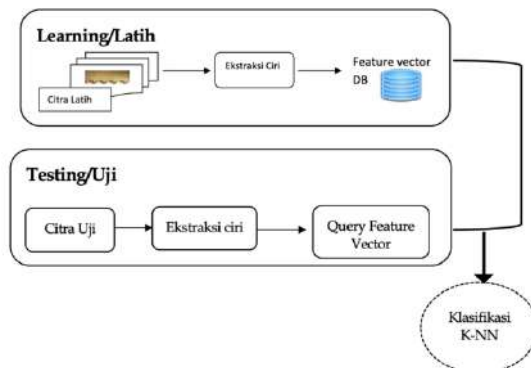 Learning/Latih
Citra Latih
Ekstraksi Ciri
Feature vector
DB
Testing/Uji
Citra Uji
Ekstraksi ciri
Query Feature
Vector
Klasifikasi
K-NN